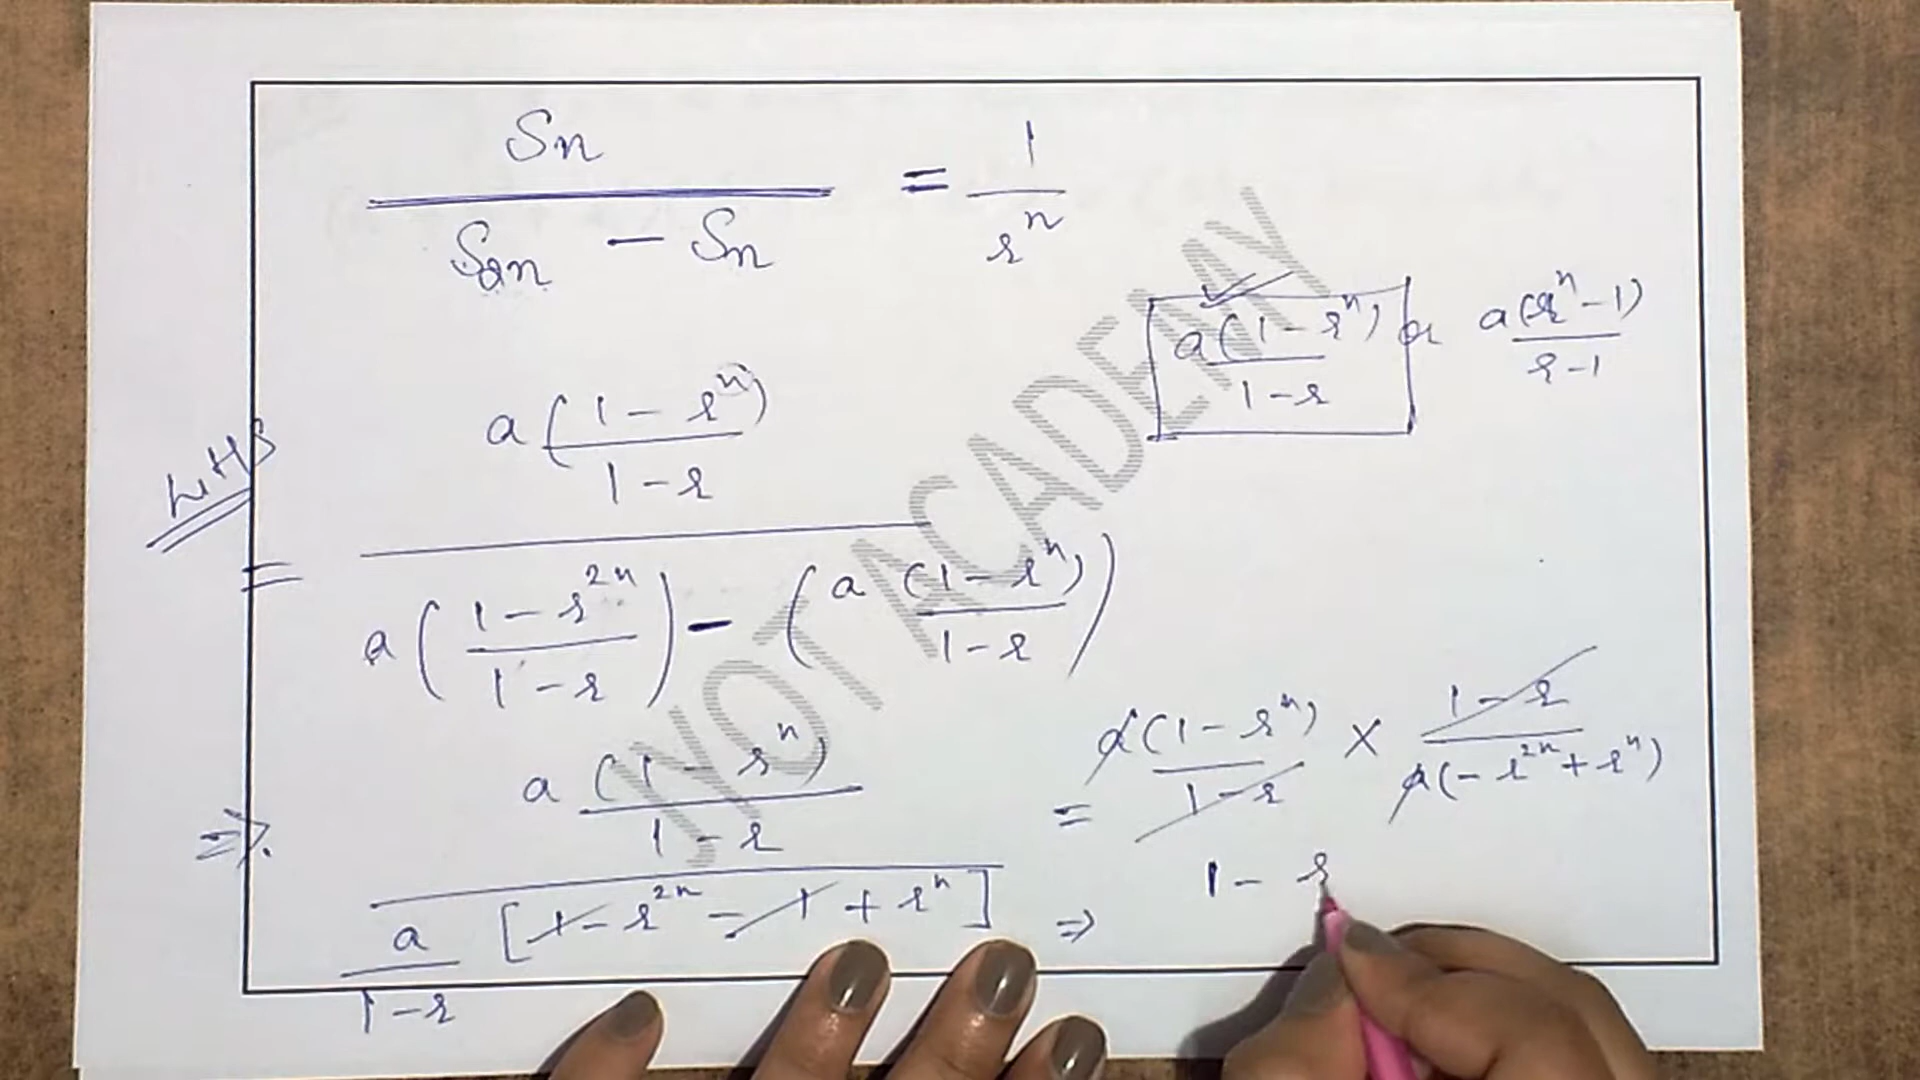 Sn / S2n − Sn = 1 / r^n
a(1 − r^n) / 1 − r or a(r^n − 1) / r − 1
LHS
= a(1 − r^n) / 1 − r / a(1 − r^2n / 1 − r) − (a(1 − r^n) / 1 − r)
⇒ a(1 − r^n) / 1 − r / a / 1 − r [1 − r^2n − 1 + r^n]
= a(1 − r^n) / 1 − r × 1 − r / a(− r^2n + r^n)
⇒ 1 − r
JYOT ACADEMY